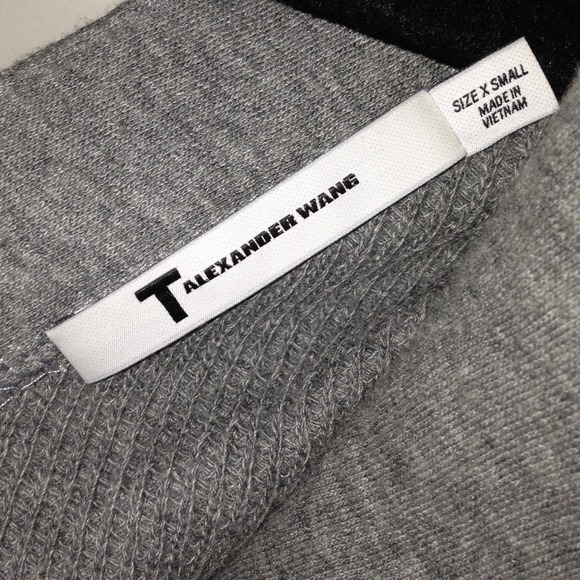 T ALEXANDER WANG
SIZE X SMALL
MADE IN
VIETNAM